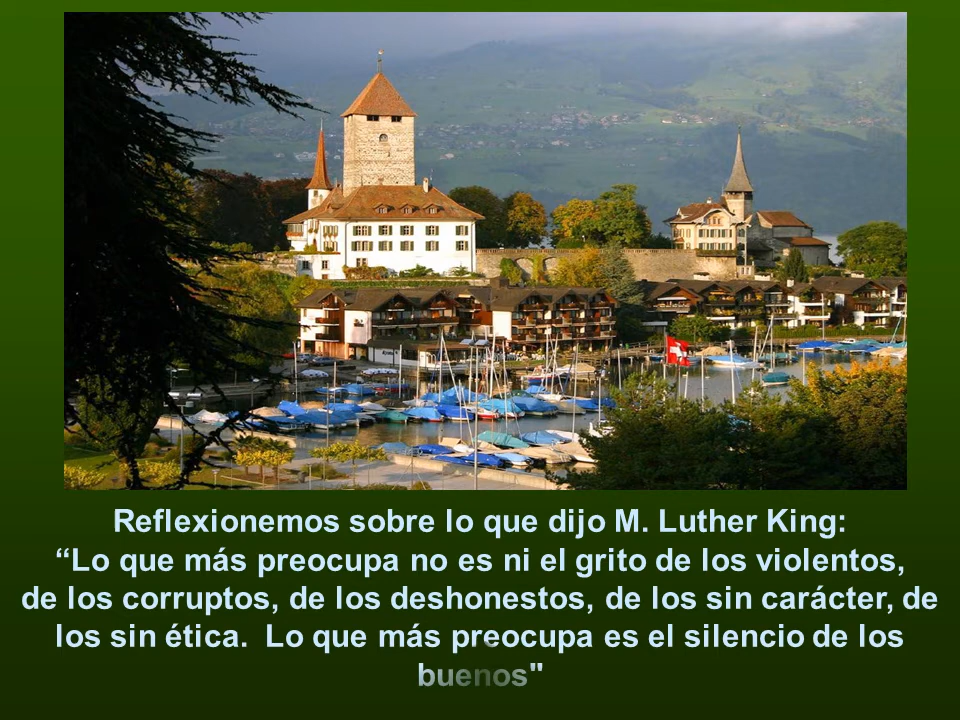 Reflexionemos sobre lo que dijo M. Luther King:
“Lo que más preocupa no es ni el grito de los violentos,
de los corruptos, de los deshonestos, de los sin carácter, de
los sin ética.  Lo que más preocupa es el silencio de los
buenos"